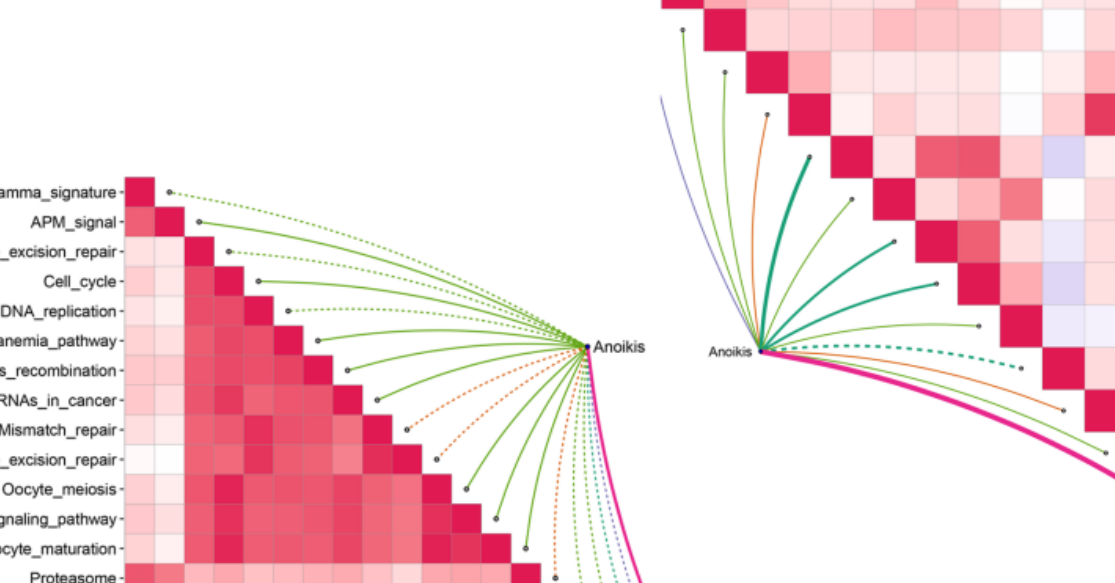 amma_signature
APM_signal
_excision_repair
Cell_cycle
DNA_replication
anemia_pathway
Anoikis
Anoikis
s_recombination
RNAs_in_cancer
Mismatch_repair
_excision_repair
Oocyte_meiosis
gnaling_pathway
ocyte_maturation
Proteasome